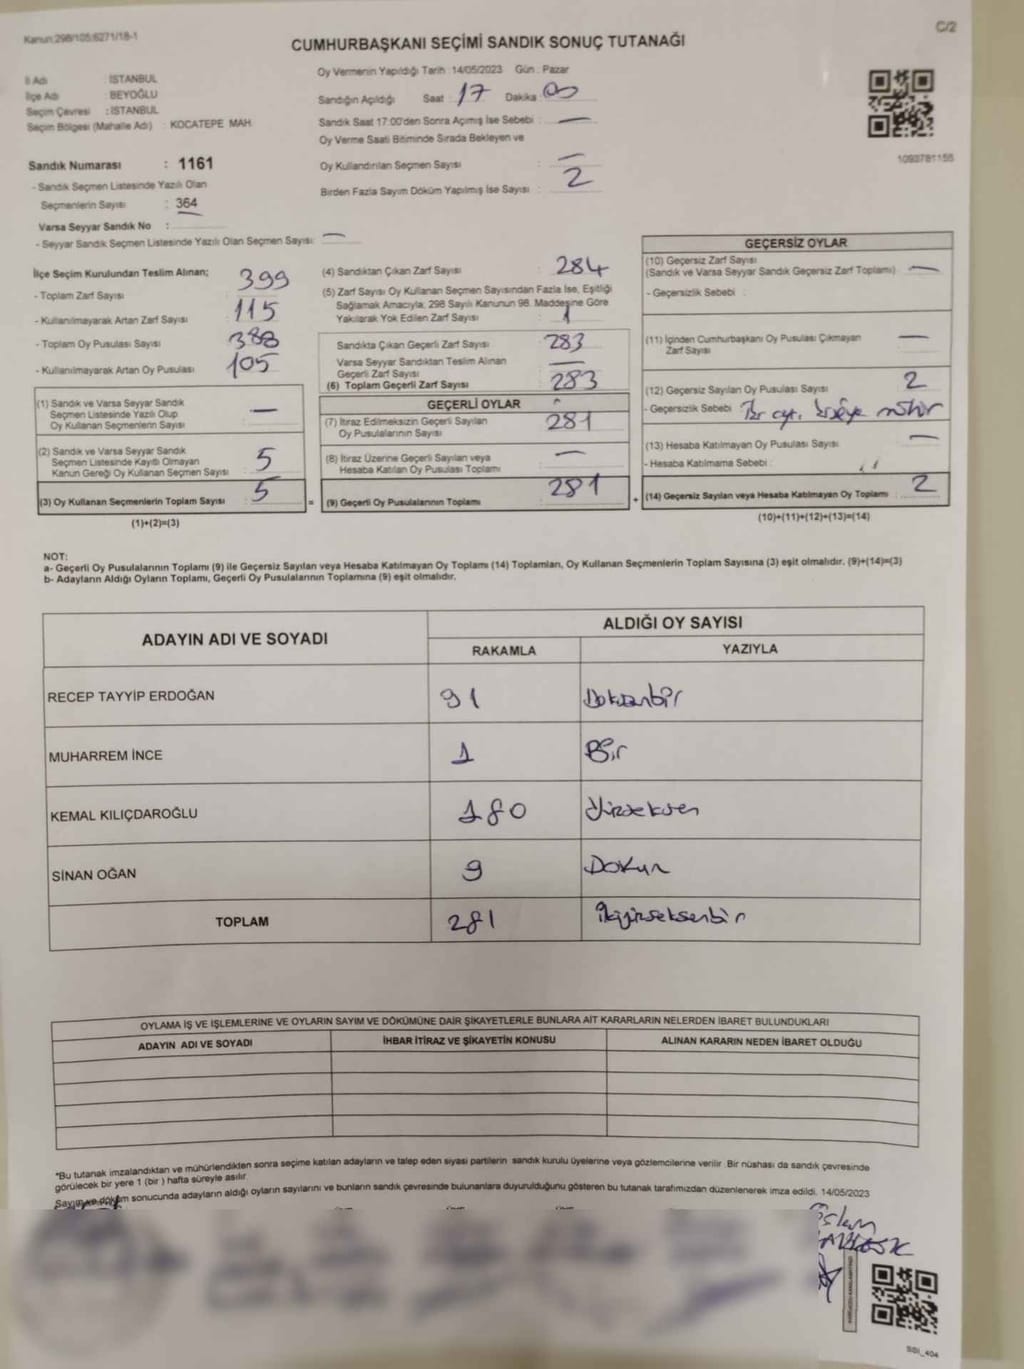 Kanun:298/105;6271/18-1
C/2
CUMHURBAŞKANI SEÇİMİ SANDIK SONUÇ TUTANAĞI
İl Adı : İSTANBUL
İlçe Adı : BEYOĞLU
Seçim Çevresi : İSTANBUL
Seçim Bölgesi (Mahalle Adı) : KOCATEPE MAH.
Sandık Numarası : 1161
- Sandık Seçmen Listesinde Yazılı Olan
Seçmenlerin Sayısı : 364
Varsa Seyyar Sandık No :
- Seyyar Sandık Seçmen Listesinde Yazılı Olan Seçmen Sayısı: —
Oy Vermenin Yapıldığı Tarih : 14/05/2023 Gün : Pazar
Sandığın Açıldığı Saat : 17 Dakika : 00
Sandık Saat 17:00'den Sonra Açılmış İse Sebebi : —
Oy Verme Saati Bitiminde Sırada Bekleyen ve
Oy Kullandırılan Seçmen Sayısı : —
Birden Fazla Sayım Döküm Yapılmış İse Sayısı : 2
1093781155
İlçe Seçim Kurulundan Teslim Alınan;
- Toplam Zarf Sayısı : 399
- Kullanılmayarak Artan Zarf Sayısı : 115
- Toplam Oy Pusulası Sayısı : 388
- Kullanılmayarak Artan Oy Pusulası : 105
(1) Sandık ve Varsa Seyyar Sandık
Seçmen Listesinde Yazılı Olup
Oy Kullanan Seçmenlerin Sayısı : —
(2) Sandık ve Varsa Seyyar Sandık
Seçmen Listesinde Kayıtlı Olmayan
Kanun Gereği Oy Kullanan Seçmen Sayısı : 5
(3) Oy Kullanan Seçmenlerin Toplam Sayısı : 5
(1)+(2)=(3)
=
(4) Sandıktan Çıkan Zarf Sayısı : 284
(5) Zarf Sayısı Oy Kullanan Seçmen Sayısından Fazla İse, Eşitliği
Sağlamak Amacıyla; 298 Sayılı Kanunun 98. Maddesine Göre
Yakılarak Yok Edilen Zarf Sayısı : 1
Sandıkta Çıkan Geçerli Zarf Sayısı : 283
Varsa Seyyar Sandıktan Teslim Alınan
Geçerli Zarf Sayısı : —
(6) Toplam Geçerli Zarf Sayısı : 283
GEÇERLİ OYLAR
(7) İtiraz Edilmeksizin Geçerli Sayılan
Oy Pusulalarının Sayısı : 281
(8) İtiraz Üzerine Geçerli Sayılan veya
Hesaba Katılan Oy Pusulası Toplamı : —
(9) Geçerli Oy Pusulalarının Toplamı : 281
+
GEÇERSİZ OYLAR
(10) Geçersiz Zarf Sayısı :
(Sandık ve Varsa Seyyar Sandık Geçersiz Zarf Toplamı) —
- Geçersizlik Sebebi :
(11) İçinden Cumhurbaşkanı Oy Pusulası Çıkmayan
Zarf Sayısı : —
(12) Geçersiz Sayılan Oy Pusulası Sayısı : 2
- Geçersizlik Sebebi :
(13) Hesaba Katılmayan Oy Pusulası Sayısı : —
- Hesaba Katılmama Sebebi :
(14) Geçersiz Sayılan veya Hesaba Katılmayan Oy Toplamı : 2
(10)+(11)+(12)+(13)=(14)
NOT:
a- Geçerli Oy Pusulalarının Toplamı (9) ile Geçersiz Sayılan veya Hesaba Katılmayan Oy Toplamı (14) Toplamları, Oy Kullanan Seçmenlerin Toplam Sayısına (3) eşit olmalıdır. (9)+(14)=(3)
b- Adayların Aldığı Oyların Toplamı, Geçerli Oy Pusulalarının Toplamına (9) eşit olmalıdır.
ADAYIN ADI VE SOYADI
ALDIĞI OY SAYISI
RAKAMLA YAZIYLA
RECEP TAYYİP ERDOĞAN 91 Doksanbir
MUHARREM İNCE 1 Bir
KEMAL KILIÇDAROĞLU 180 Yüzseksen
SİNAN OĞAN 9 Dokuz
TOPLAM 281 ikiyüzseksenbir
OYLAMA İŞ VE İŞLEMLERİNE VE OYLARIN SAYIM VE DÖKÜMÜNE DAİR ŞİKAYETLERLE BUNLARA AİT KARARLARIN NELERDEN İBARET BULUNDUKLARI
ADAYIN ADI VE SOYADI İHBAR İTİRAZ VE ŞİKAYETİN KONUSU ALINAN KARARIN NEDEN İBARET OLDUĞU
*Bu tutanak imzalandıktan ve mühürlendikten sonra seçime katılan adayların ve talep eden siyasi partilerin sandık kurulu üyelerine veya gözlemcilerine verilir. Bir nüshası da sandık çevresinde
görülecek bir yere 1 (bir ) hafta süreyle asılır.
Sayım ve döküm sonucunda adayların aldığı oyların sayılarını ve bunların sandık çevresinde bulunanlara duyurulduğunu gösteren bu tutanak tarafımızdan düzenlenerek imza edildi. 14/05/2023
SSI_404